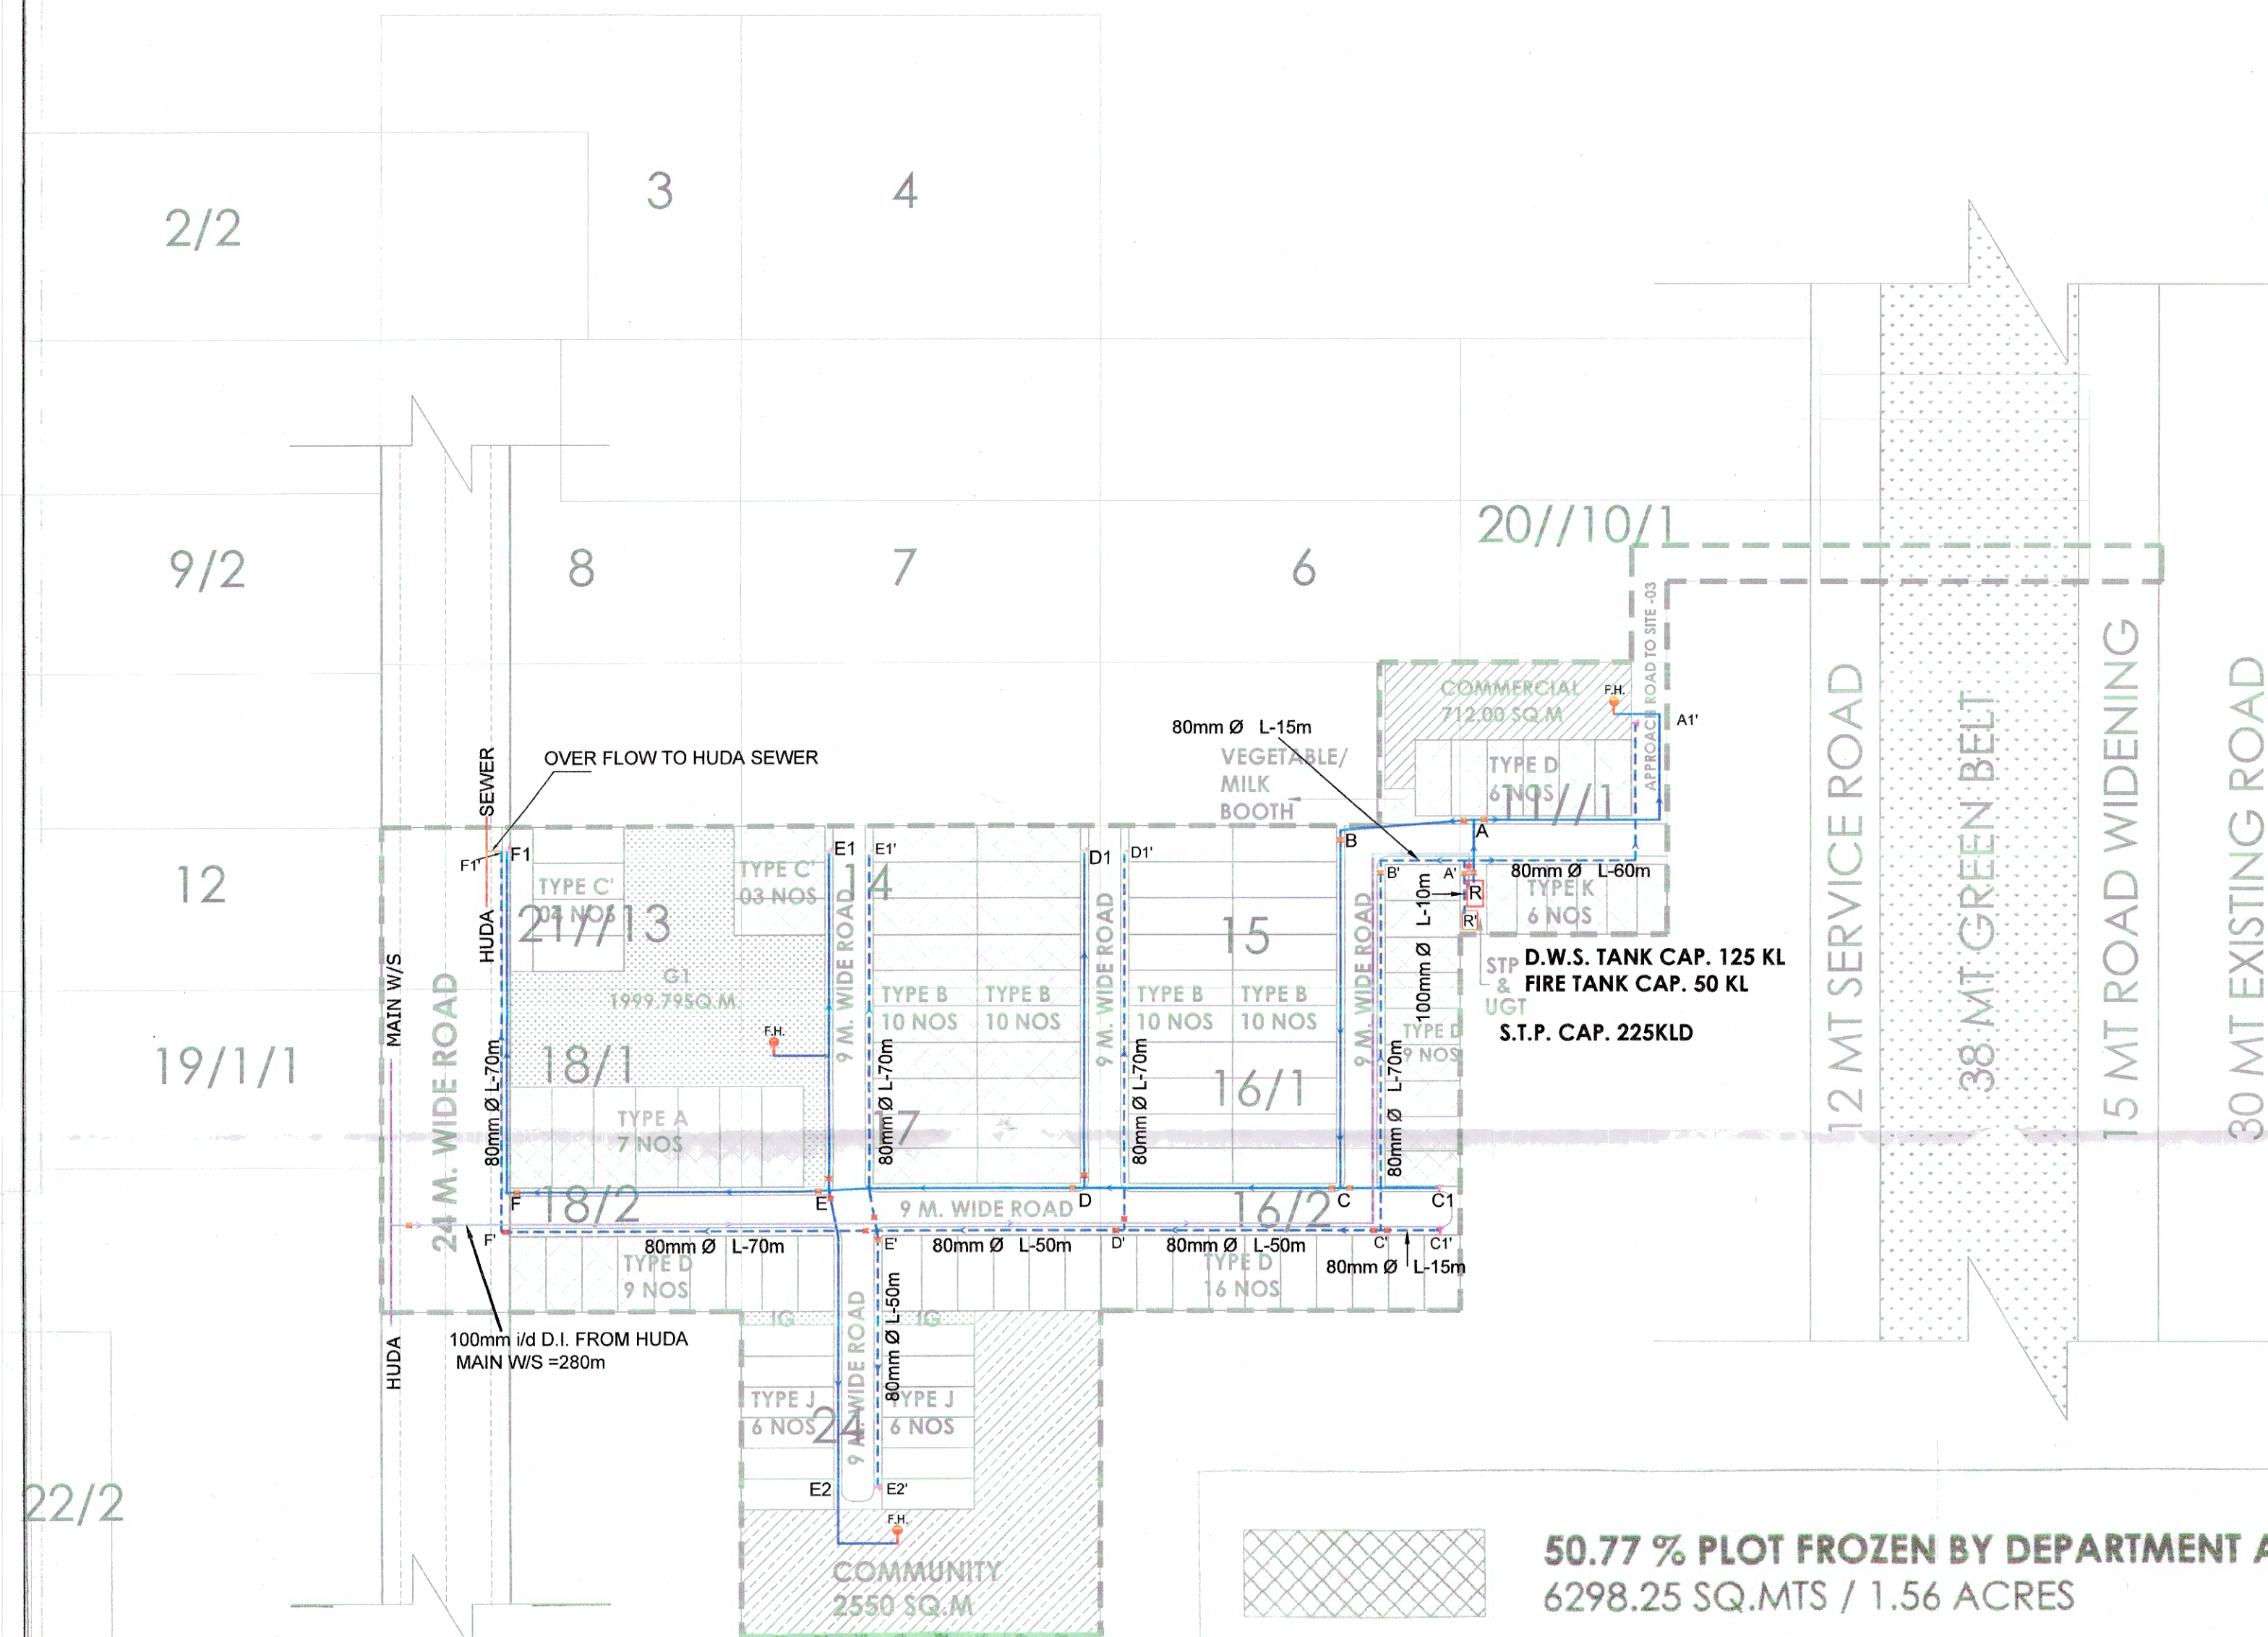 3
4
2/2
20//10/1
9/2
8
7
6
APPROACH ROAD TO SITE -03
COMMERCIAL
712.00 SQ.M
F.H.
A1'
80mm Ø L-15m
VEGETABLE/
MILK
BOOTH
TYPE D
6 NOS
11//1
SEWER
HUDA
OVER FLOW TO HUDA SEWER
F1'
F1
E1
E1'
D1
D1'
B
A
B'
A'
R
R'
80mm Ø L-60m
TYPE K
6 NOS
100mm Ø L-10m
12
TYPE C'
04 NOS
21//13
TYPE C'
03 NOS
14
15
STP
&
UGT
D.W.S. TANK CAP. 125 KL
FIRE TANK CAP. 50 KL
S.T.P. CAP. 225KLD
MAIN W/S
HUDA
24 M. WIDE ROAD
G1
1999.79SQ.M.
F.H.
9 M. WIDE ROAD
TYPE B
10 NOS
TYPE B
10 NOS
9 M. WIDE ROAD
TYPE B
10 NOS
TYPE B
10 NOS
9 M. WIDE ROAD
TYPE D
9 NOS
19/1/1
18/1
16/1
80mm Ø L-70m
80mm Ø L-70m
80mm Ø L-70m
80mm Ø L-70m
TYPE A
7 NOS
17
F
18/2
E
9 M. WIDE ROAD
D
16/2
C
C1
F'
80mm Ø L-70m
E'
80mm Ø L-50m
D'
80mm Ø L-50m
C'
C1'
80mm Ø L-15m
TYPE D
9 NOS
TYPE D
16 NOS
100mm i/d D.I. FROM HUDA
MAIN W/S =280m
IG
IG
9 M. WIDE ROAD
80mm Ø L-50m
TYPE J
6 NOS
24
TYPE J
6 NOS
E2
E2'
F.H.
COMMUNITY
2550 SQ.M
22/2
12 MT SERVICE ROAD
38 MT GREEN BELT
15 MT ROAD WIDENING
30 MT EXISTING ROAD
50.77 % PLOT FROZEN BY DEPARTMENT A
6298.25 SQ.MTS / 1.56 ACRES